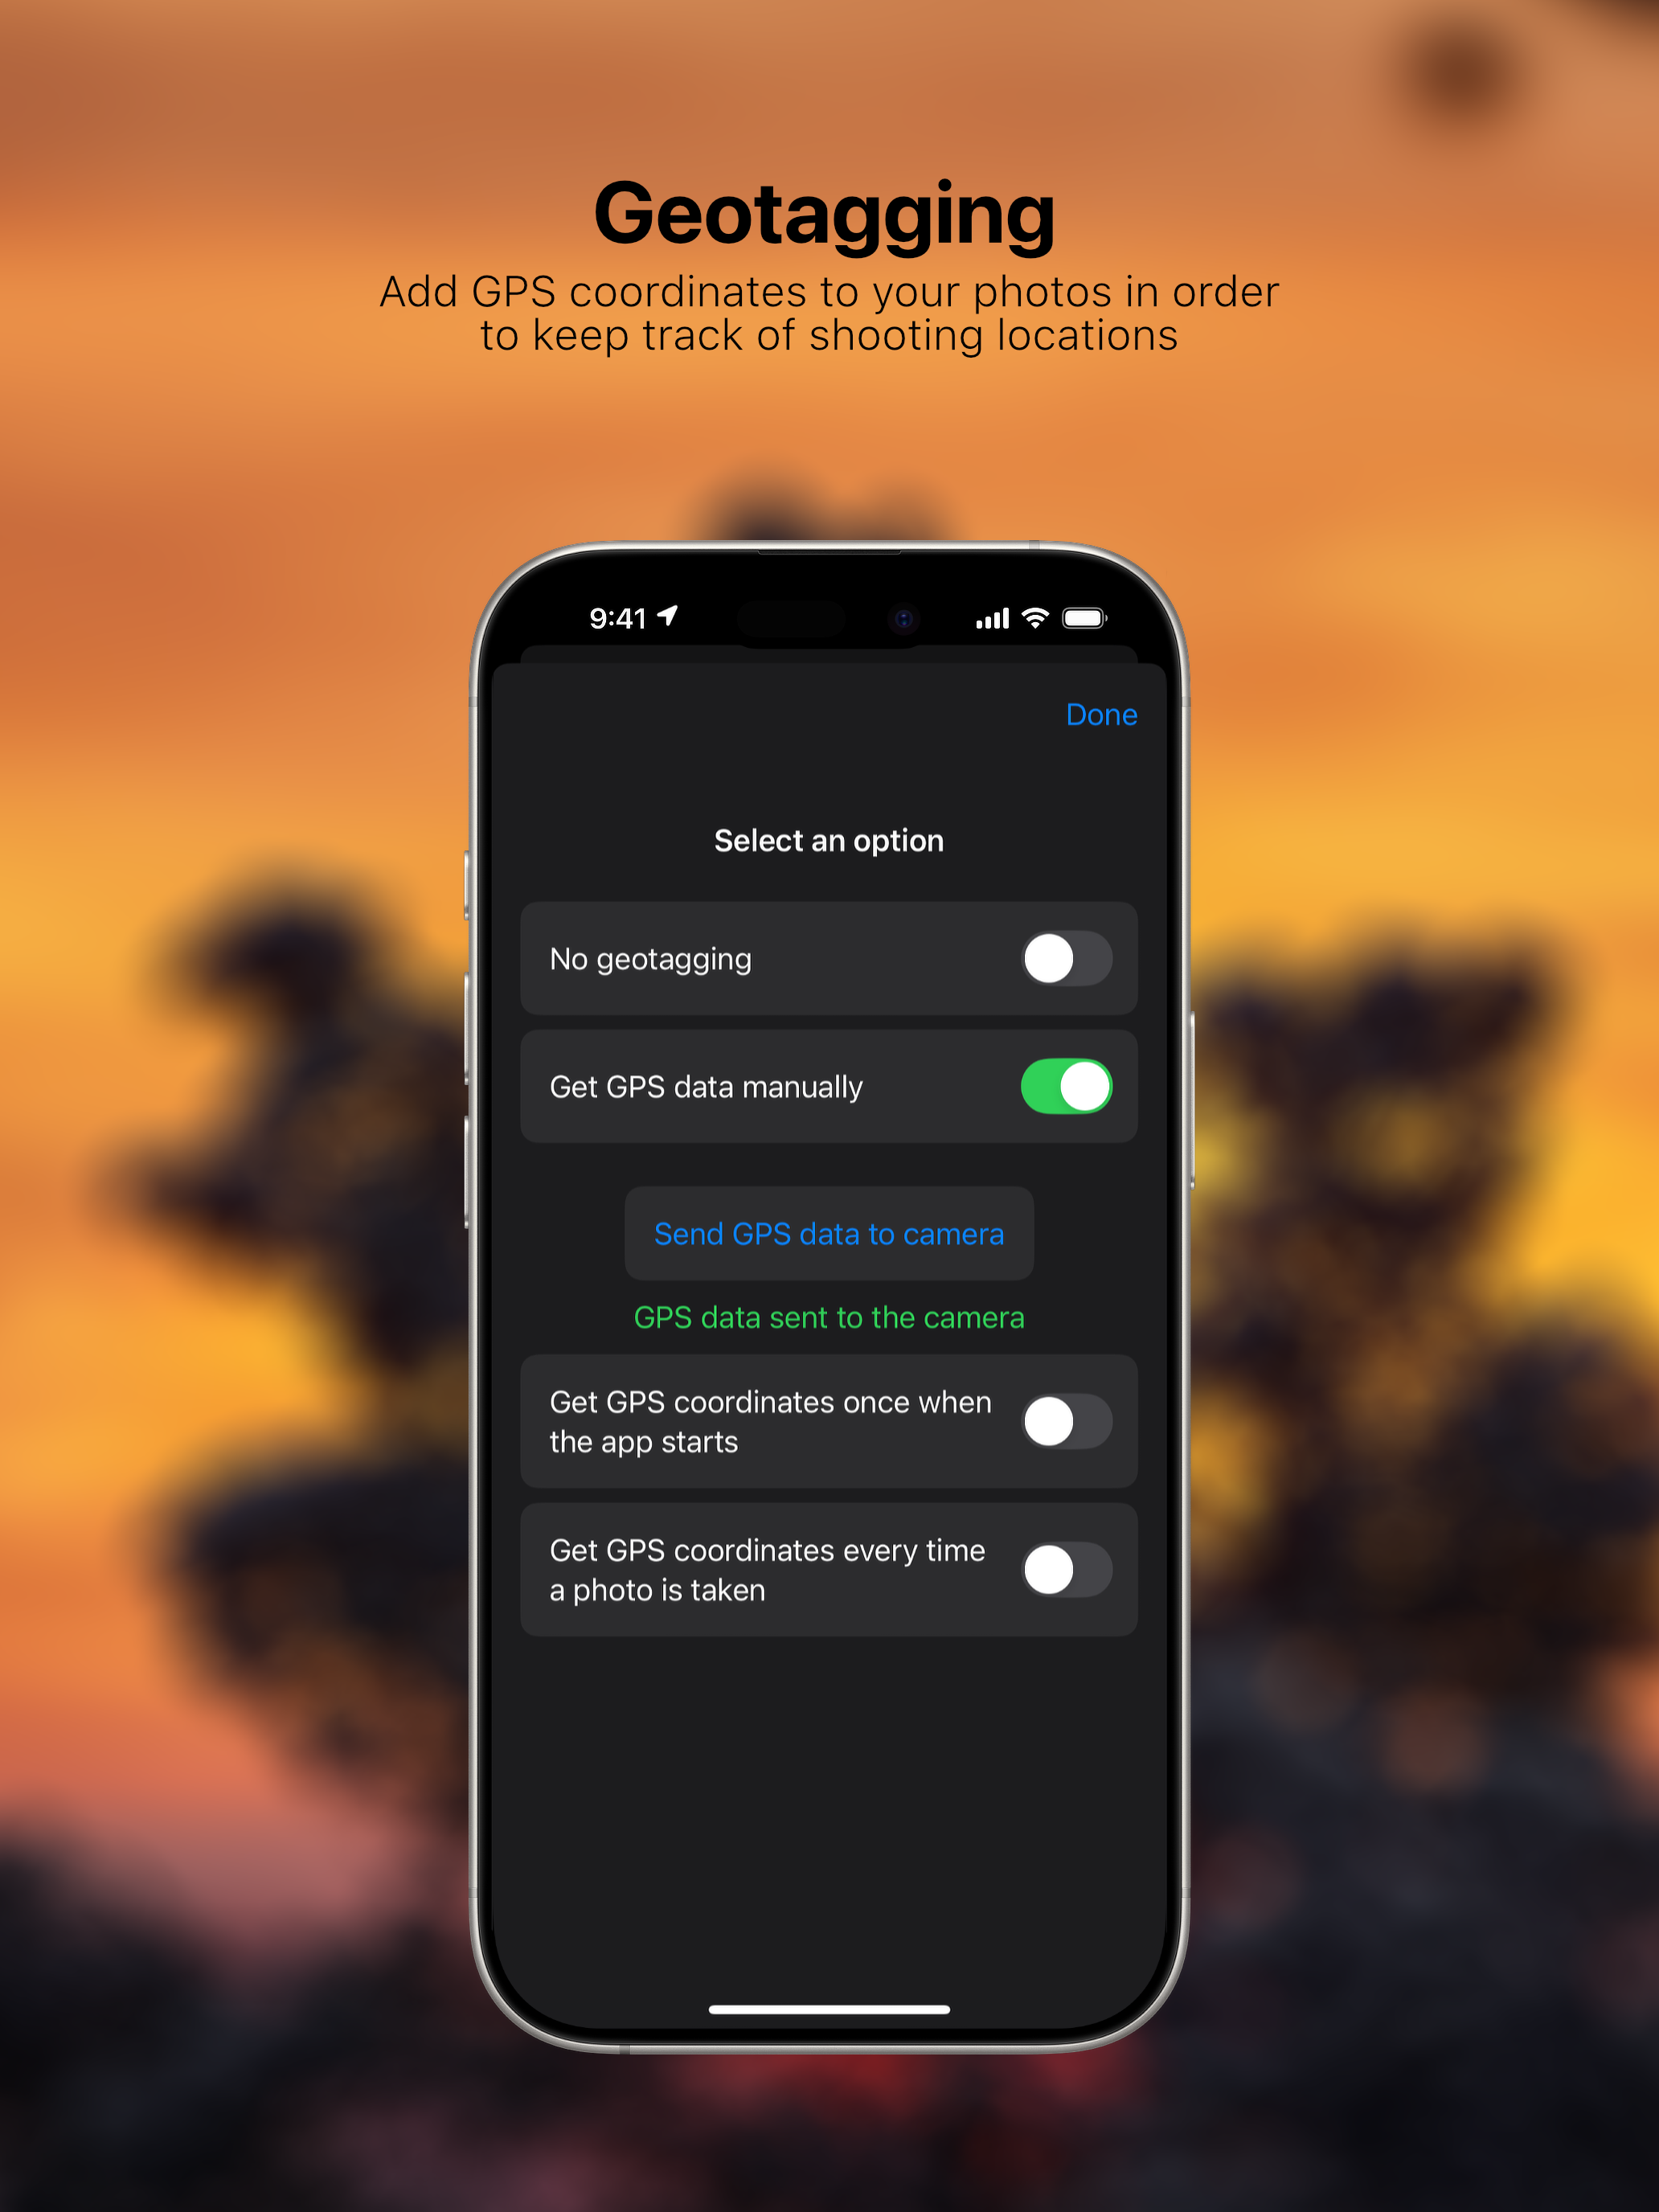 Geotagging
Add GPS coordinates to your photos in order
to keep track of shooting locations
9:41
Done
Select an option
No geotagging
Get GPS data manually
Send GPS data to camera
GPS data sent to the camera
Get GPS coordinates once when
the app starts
Get GPS coordinates every time
a photo is taken